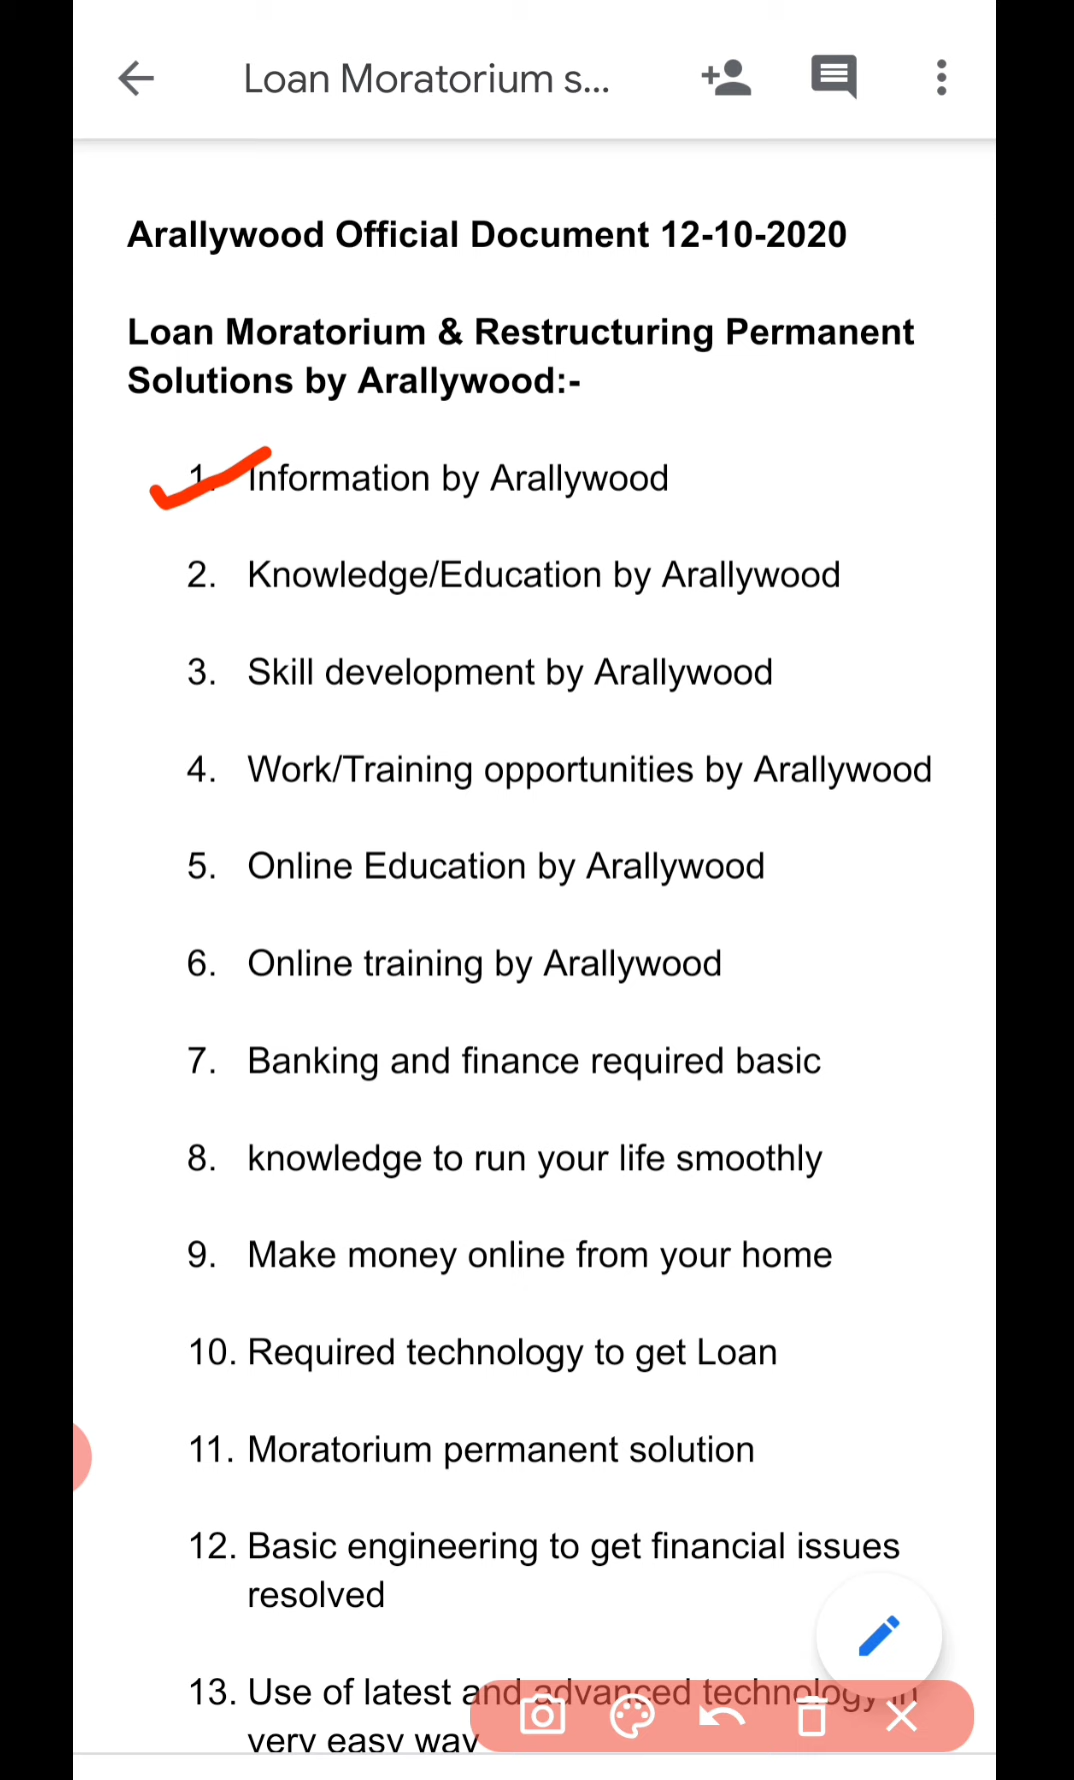 Loan Moratorium s...
Arallywood Official Document 12-10-2020
Loan Moratorium & Restructuring Permanent
Solutions by Arallywood:-
1. Information by Arallywood
2. Knowledge/Education by Arallywood
3. Skill development by Arallywood
4. Work/Training opportunities by Arallywood
5. Online Education by Arallywood
6. Online training by Arallywood
7. Banking and finance required basic
8. knowledge to run your life smoothly
9. Make money online from your home
10. Required technology to get Loan
11. Moratorium permanent solution
12. Basic engineering to get financial issues
resolved
13. Use of latest and advanced technology in
very easy way